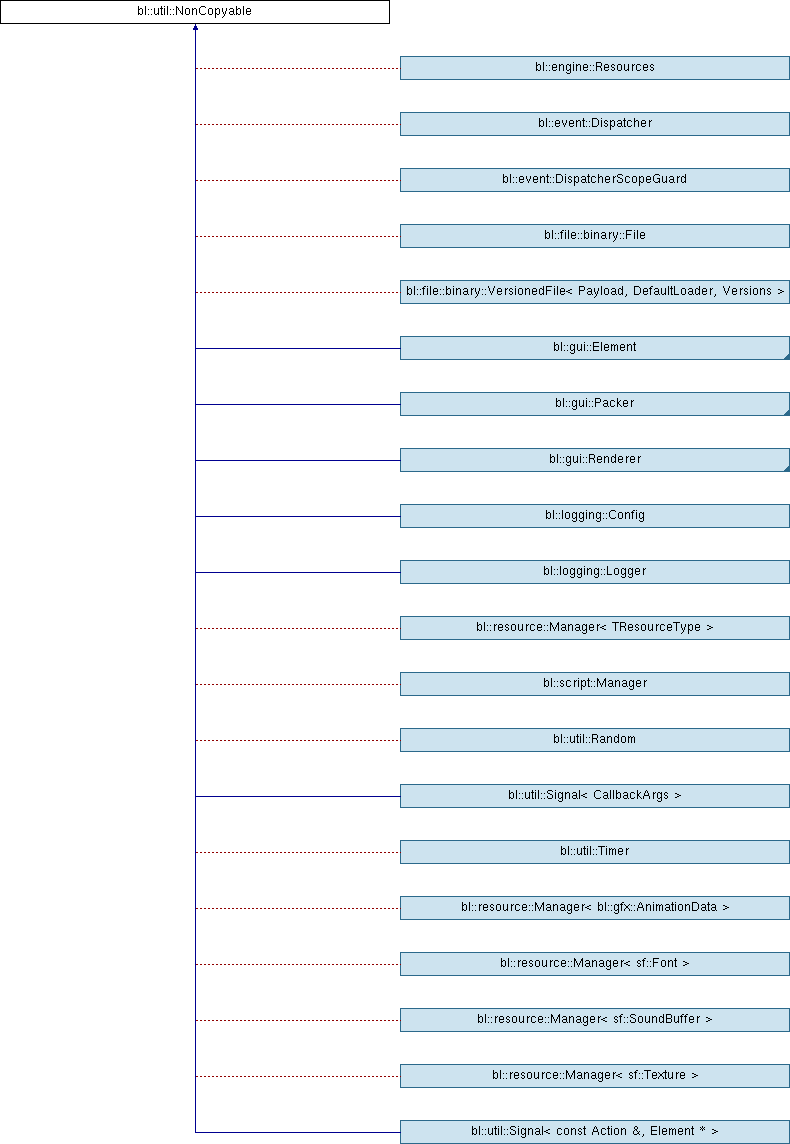 bl::util::NonCopyable
bl::engine::Resources
bl::event::Dispatcher
bl::event::DispatcherScopeGuard
bl::file::binary::File
bl::file::binary::VersionedFile< Payload, DefaultLoader, Versions >
bl::gui::Element
bl::gui::Packer
bl::gui::Renderer
bl::logging::Config
bl::logging::Logger
bl::resource::Manager< TResourceType >
bl::script::Manager
bl::util::Random
bl::util::Signal< CallbackArgs >
bl::util::Timer
bl::resource::Manager< bl::gfx::AnimationData >
bl::resource::Manager< sf::Font >
bl::resource::Manager< sf::SoundBuffer >
bl::resource::Manager< sf::Texture >
bl::util::Signal< const Action &, Element * >